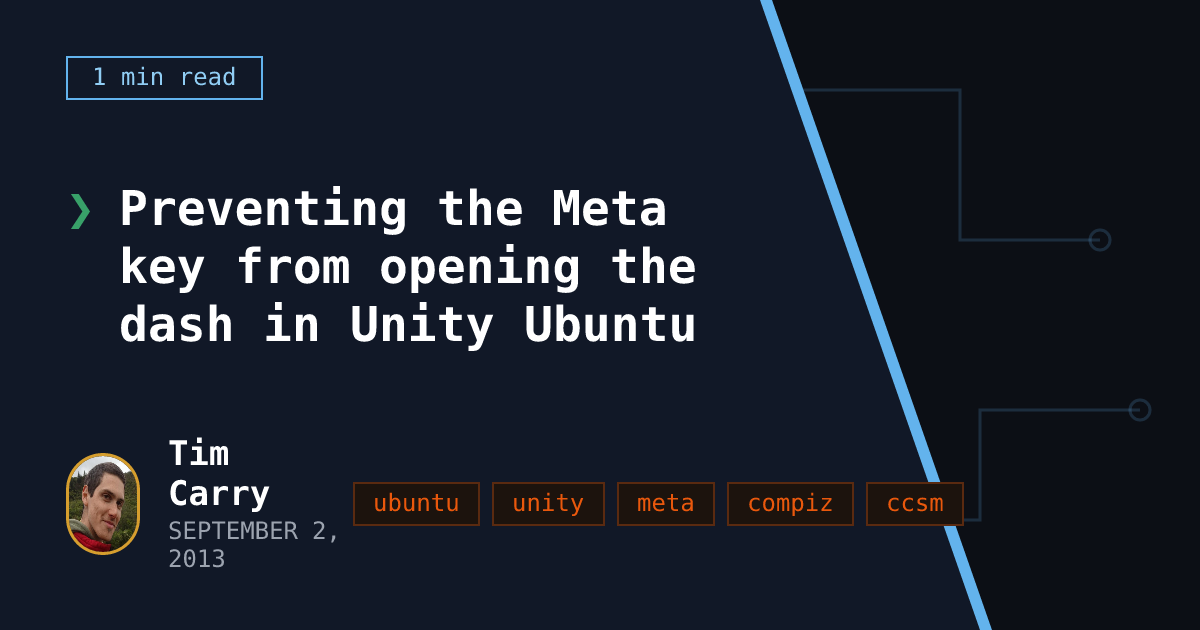 1 min read
❯ Preventing the Meta
key from opening the
dash in Unity Ubuntu
Tim
Carry
SEPTEMBER 2,
2013
ubuntu unity meta compiz ccsm